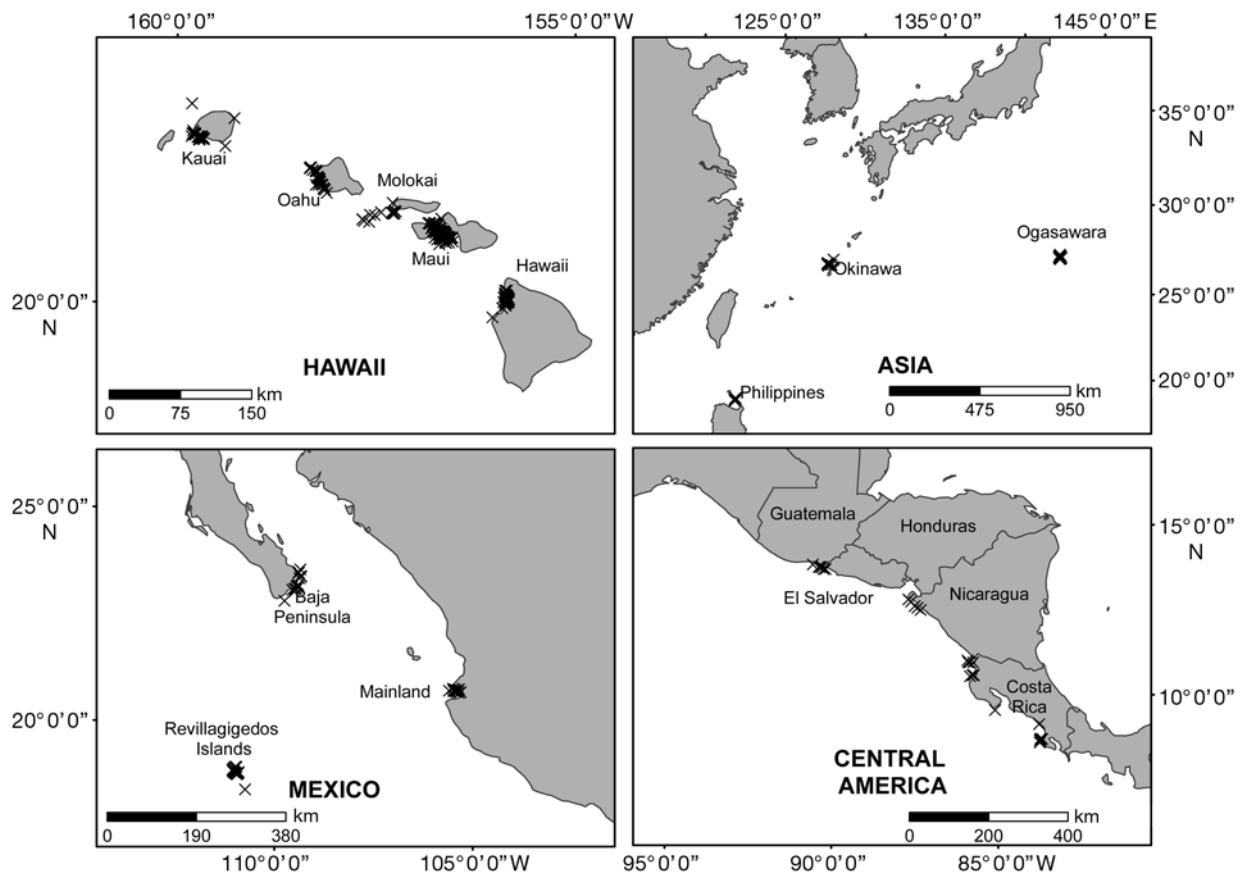 160°0'0” 155°0'0”W
Kauai
Oahu
Molokai
Maui
Hawaii
20°0'0”
N
HAWAII
km
0 75 150
125°0'0” 135°0'0” 145°0'0” E
35°0'0”
N
30°0'0”
25°0'0”
20°0'0”
Ogasawara
Okinawa
Philippines
ASIA
km
0 475 950
25°0'0”
N
20°0'0”
Baja
Peninsula
Mainland
Revillagigedos
Islands
MEXICO
km
0 190 380
110°0'0” 105°0'0”W
Guatemala
Honduras
El Salvador
Nicaragua
Costa
Rica
15°0'0”
N
10°0'0”
CENTRAL
AMERICA
km
0 200 400
95°0'0” 90°0'0” 85°0'0”W